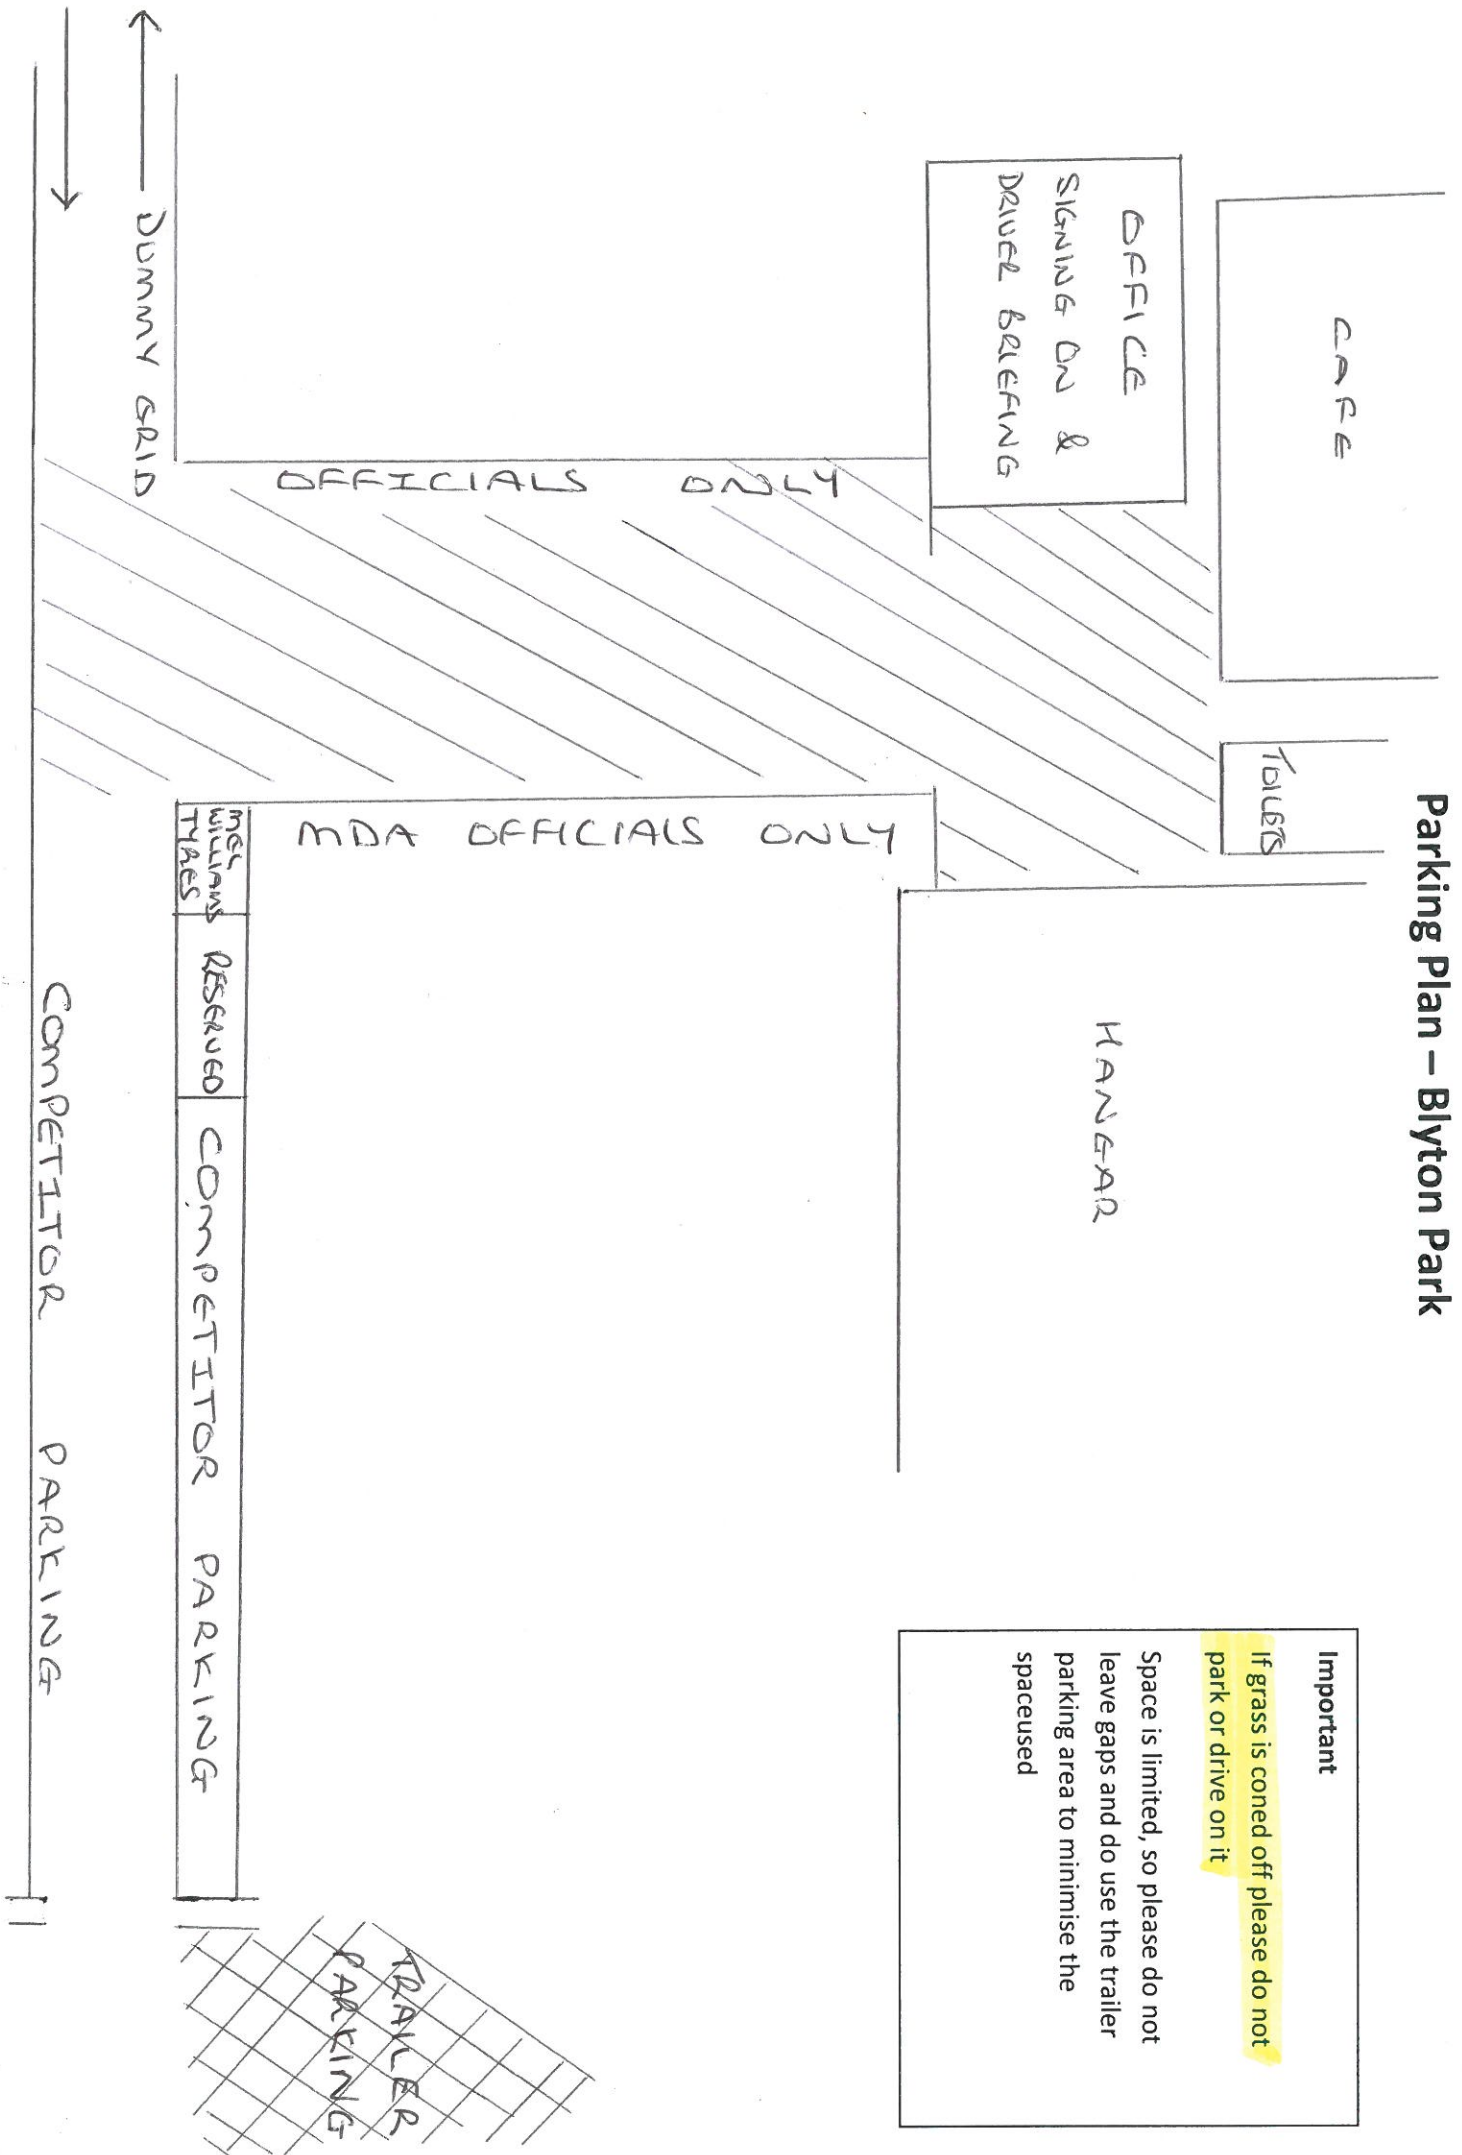 Parking Plan – Blyton Park
CAFE
TOILETS
OFFICE
SIGNING ON &
DRIVER BRIEFING
HANGAR
Important
If grass is coned off please do not
park or drive on it
Space is limited, so please do not
leave gaps and do use the trailer
parking area to minimise the
spaceused
OFFICIALS ONLY
MDA OFFICIALS ONLY
MEL
WILLIAMS
TYRES
RESERVED
COMPETITOR PARKING
TRAILER
PARKING
DUMMY GRID
COMPETITOR PARKING